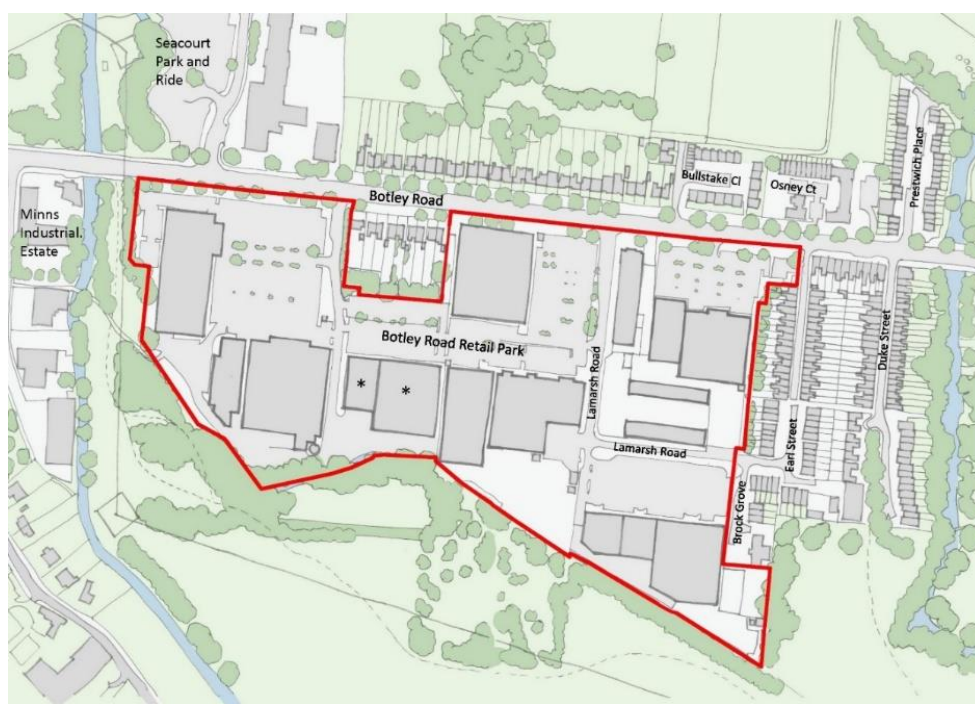 Seacourt
Park and
Ride
Prestwich Place
Bullstake Cl
Osney Ct
Botley Road
Minns
Industrial.
Estate
Botley Road Retail Park
Lamarsh Road
Duke Street
*
*
Earl Street
Lamarsh Road
Brock Grove